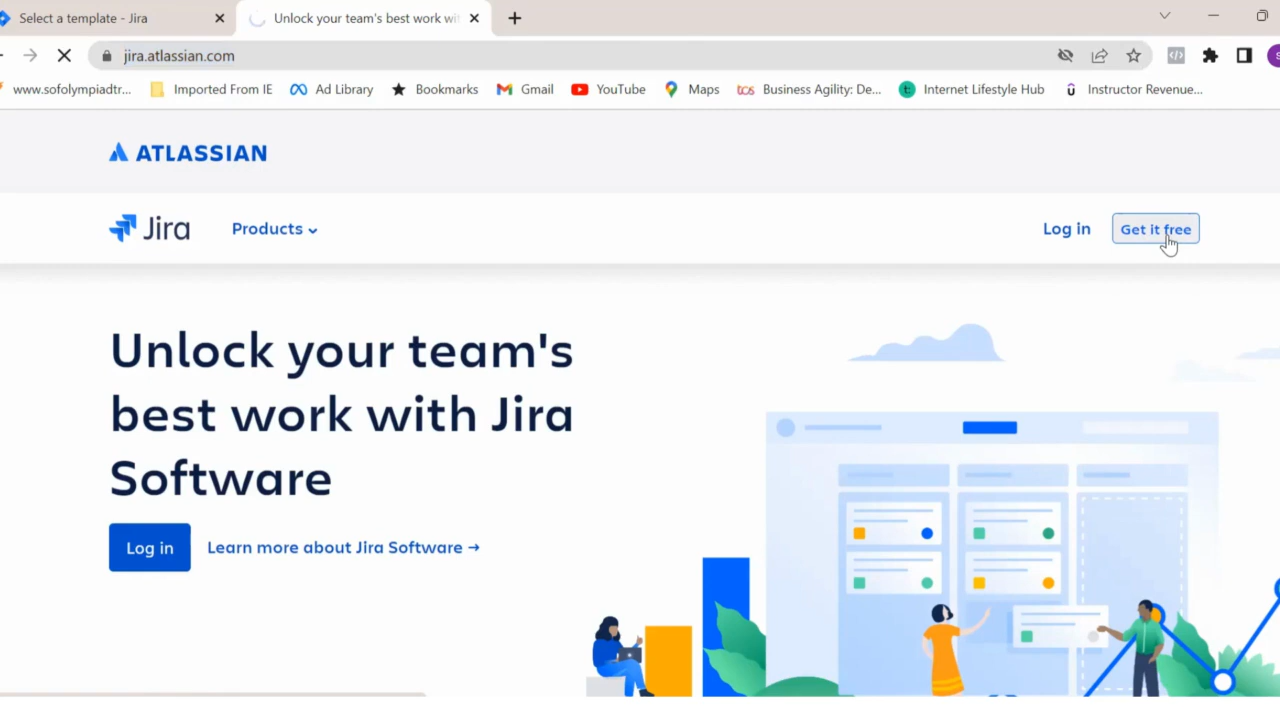 Select a template - Jira
Unlock your team's best work wi
jira.atlassian.com
www.sofolympiadtr...
Imported From IE
Ad Library
Bookmarks
Gmail
YouTube
Maps
tcs Business Agility: De...
Internet Lifestyle Hub
Instructor Revenue...
ATLASSIAN
Jira
Products
Log in
Get it free
Unlock your team's
best work with Jira
Software
Log in
Learn more about Jira Software →